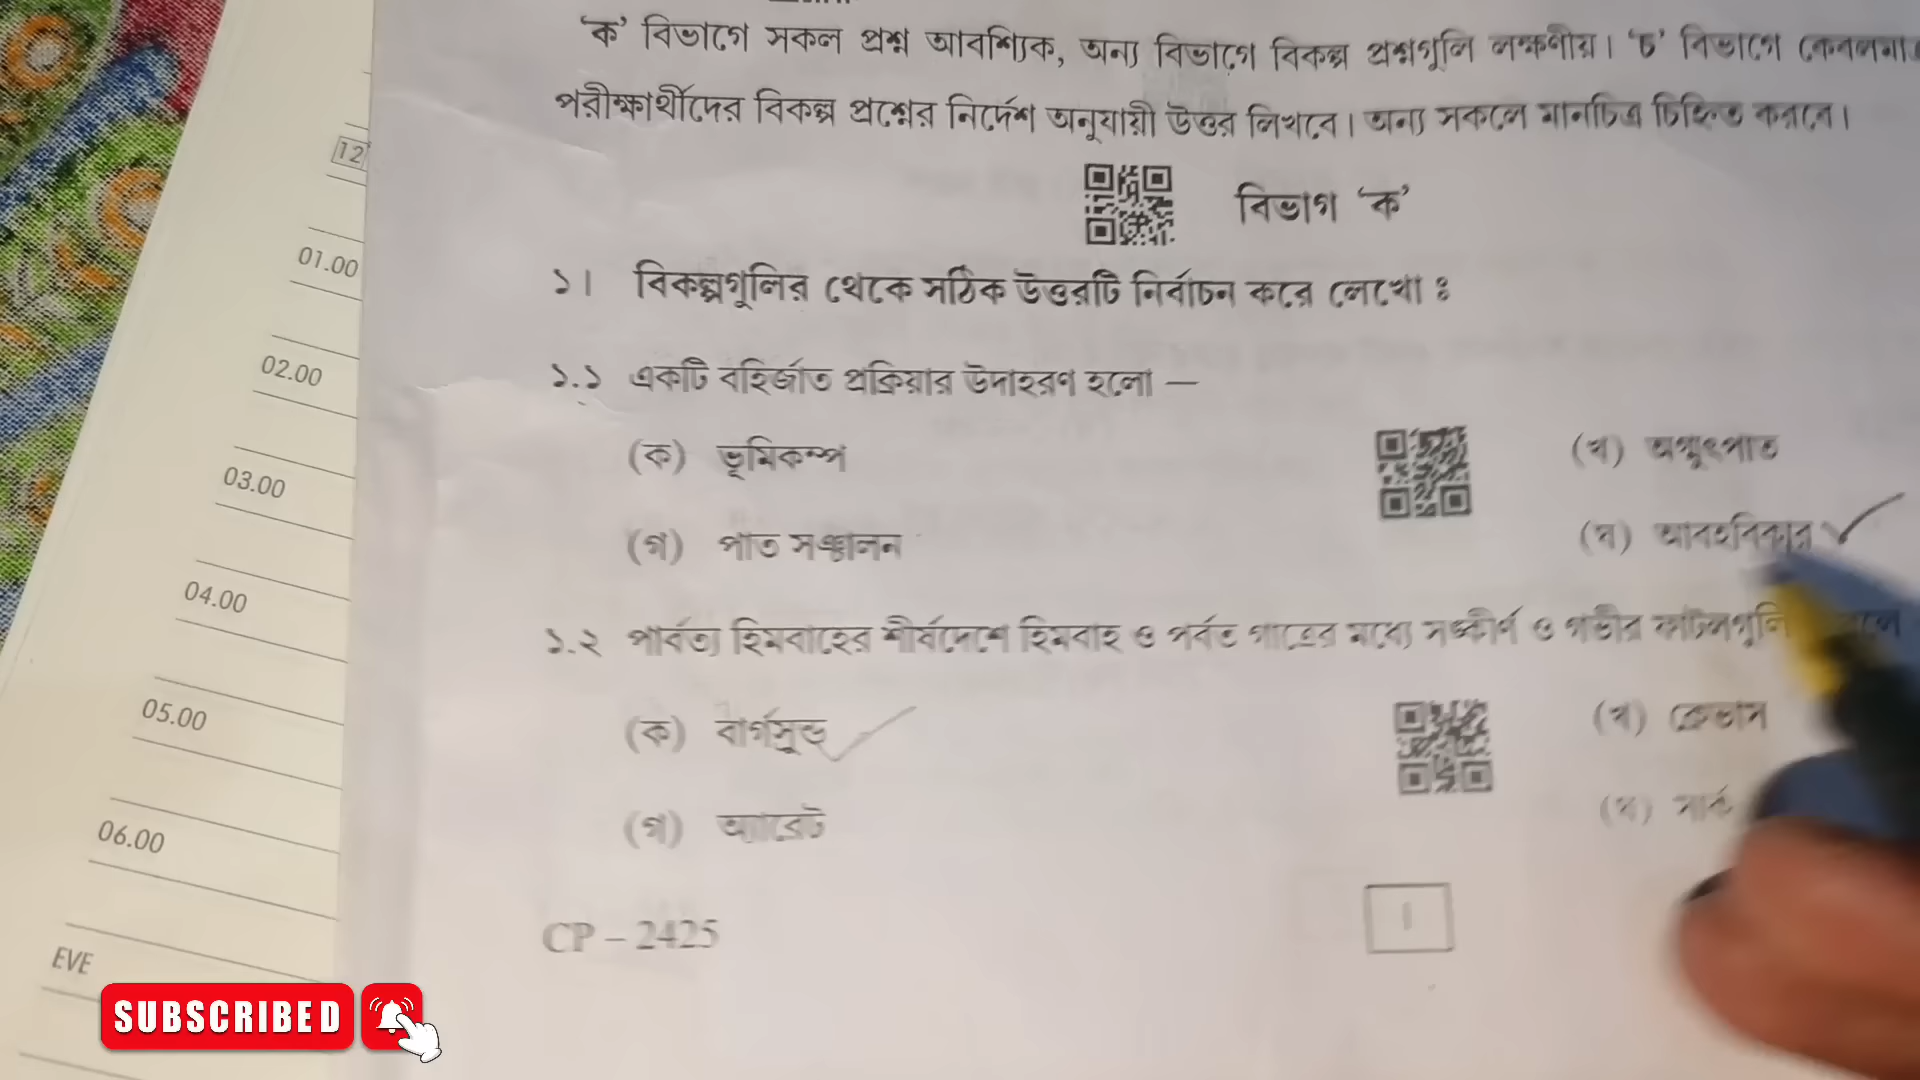 'ক' বিভাগে সকল প্রশ্ন আবশ্যিক, অন্য বিভাগে বিকল্প প্রশ্নগুলি লক্ষণীয়। 'চ' বিভাগে
পরীক্ষার্থীদের বিকল্প প্রশ্নের নির্দেশ অনুযায়ী উত্তর লিখবে। অন্য সকলে মানচিত্র চিহ্নিত করবে।
বিভাগ 'ক'
১। বিকল্পগুলির থেকে সঠিক উত্তরটি নির্বাচন করে লেখো ঃ
১.১ একটি বহির্জাত প্রক্রিয়ার উদাহরণ হলো —
(ক) ভূমিকম্প
(খ) অগ্ন্যুৎপাত
(গ) পাত সঞ্চালন
(ঘ) আবহবিকার
১.২ পার্বত্য হিমবাহের শীর্ষদেশে হিমবাহ ও পর্বত গাত্রের মধ্যে সঙ্কীর্ণ ও গভীর ফাটলগুলি
(ক) বার্গস্রুন্ড
(খ) ক্রেভাস
(গ) অ্যারেট
(ঘ) সার্ক
CP – 2425
1
12
01.00
02.00
03.00
04.00
05.00
06.00
EVE
SUBSCRIBED